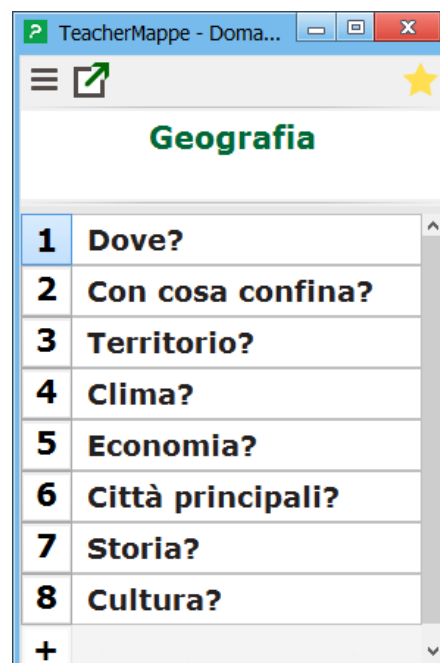 TeacherMappe - Doma...
Geografia
1 Dove?
2 Con cosa confina?
3 Territorio?
4 Clima?
5 Economia?
6 Città principali?
7 Storia?
8 Cultura?
+